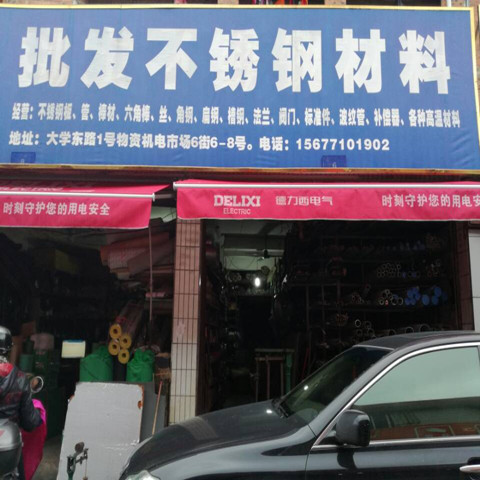 批发不锈钢材料
经营：不锈钢板、管、棒材、六角棒、丝、角钢、扁钢、槽钢、法兰、阀门、标准件、波纹管、补偿器、各种高温材料
地址：大学东路1号物资机电市场6街6-8号。电话：15677101902
时刻守护您的用电安全
DELIXI
ELECTRIC
德力西电气
时刻守护您的用电安